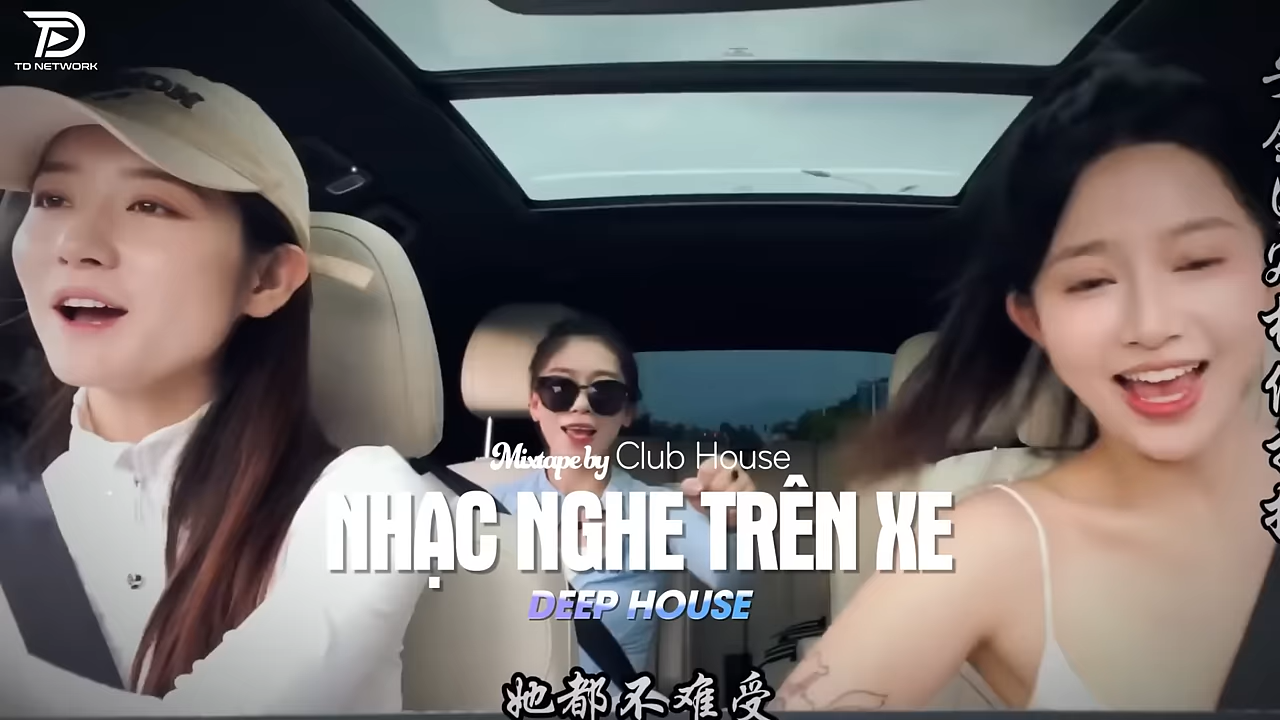 TD NETWORK
Mixtape by Club House
NHẠC NGHE TRÊN XE
DEEP HOUSE
她都不难受